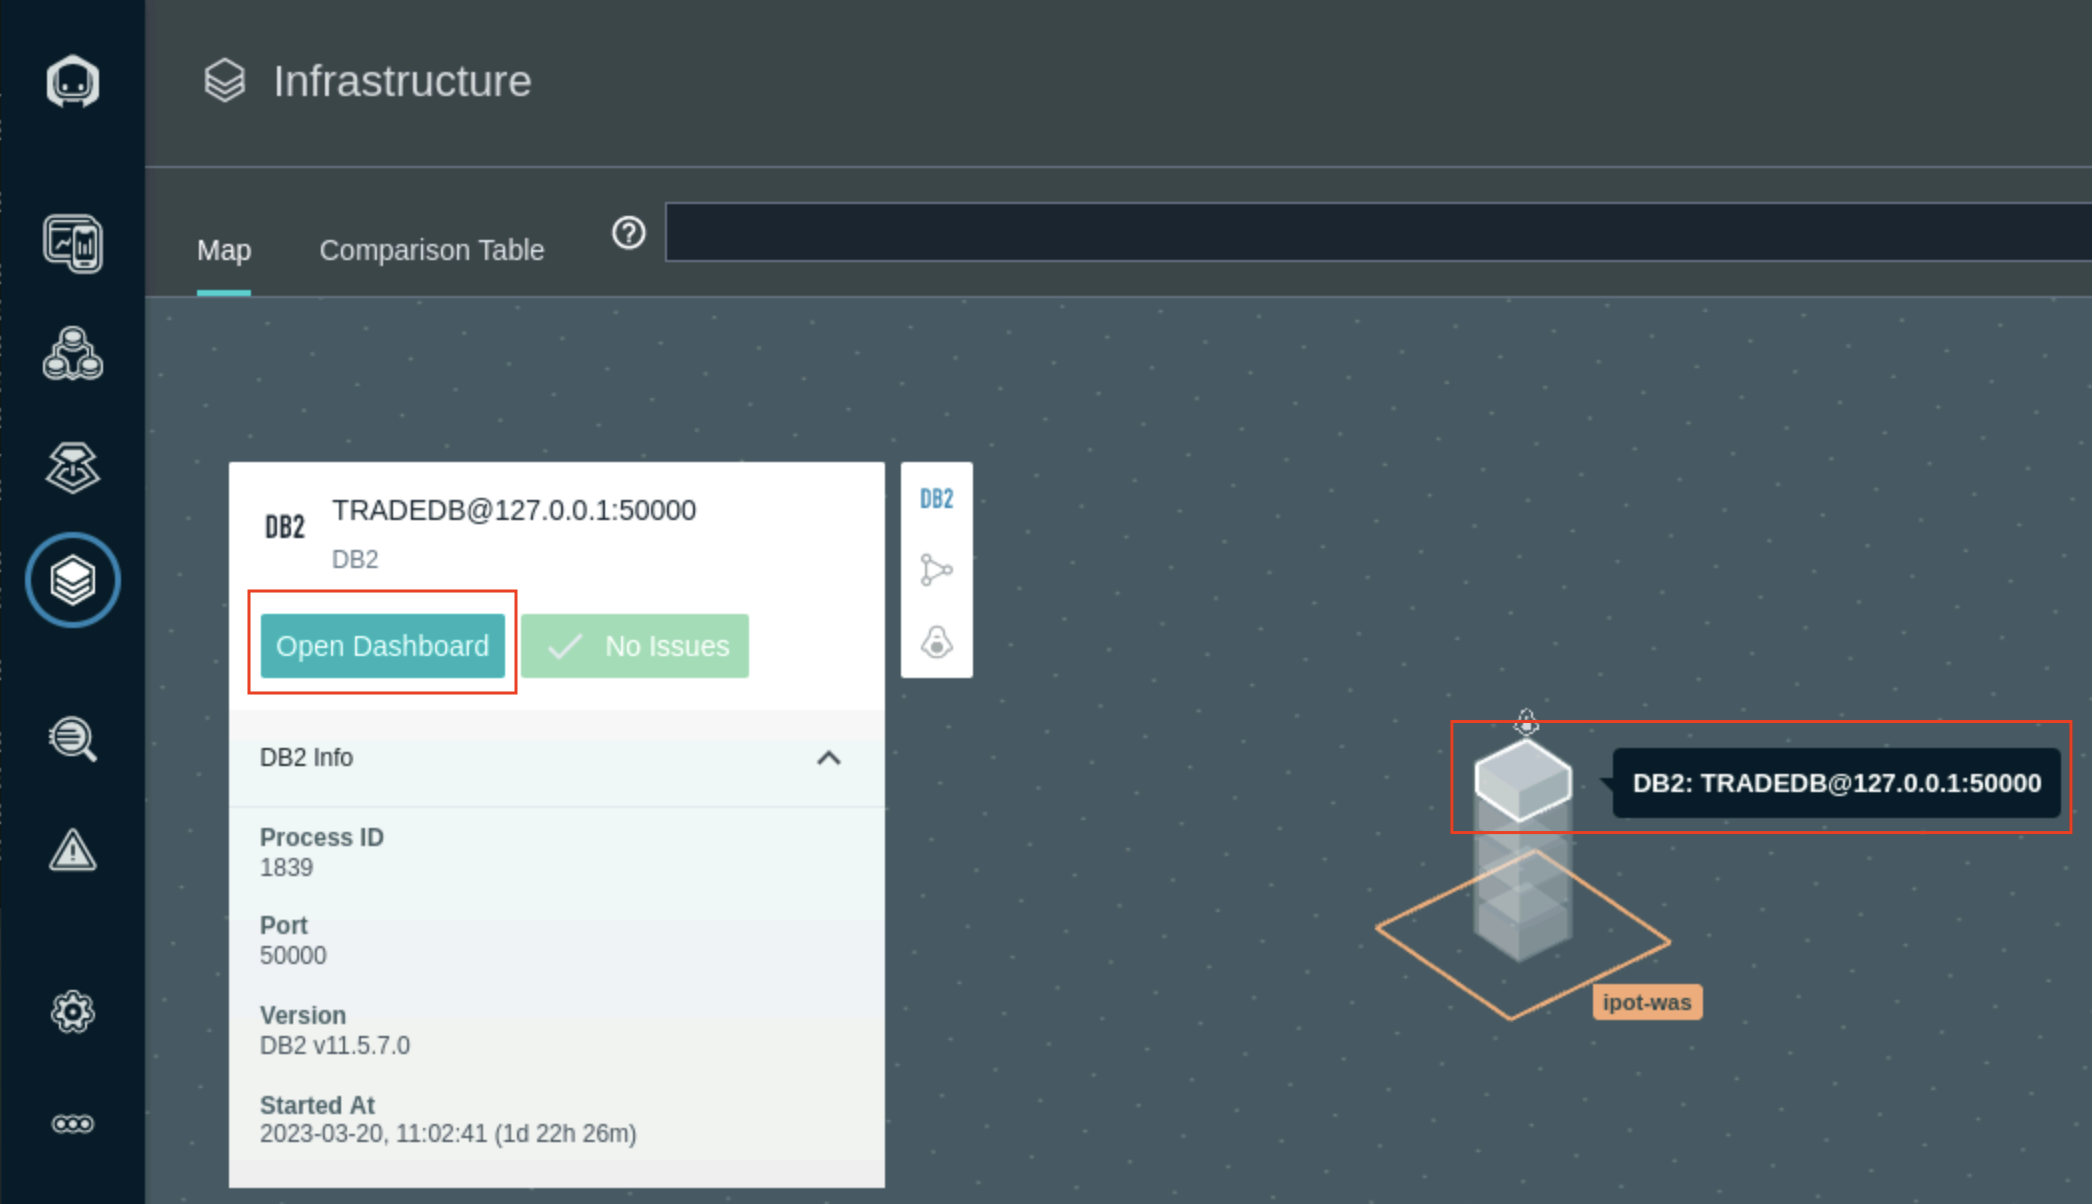 Infrastructure
Map
Comparison Table
?
DB2
TRADEDB@127.0.0.1:50000
DB2
Open Dashboard
No Issues
DB2
DB2 Info
Process ID
1839
Port
50000
Version
DB2 v11.5.7.0
Started At
2023-03-20, 11:02:41 (1d 22h 26m)
DB2: TRADEDB@127.0.0.1:50000
ipot-was